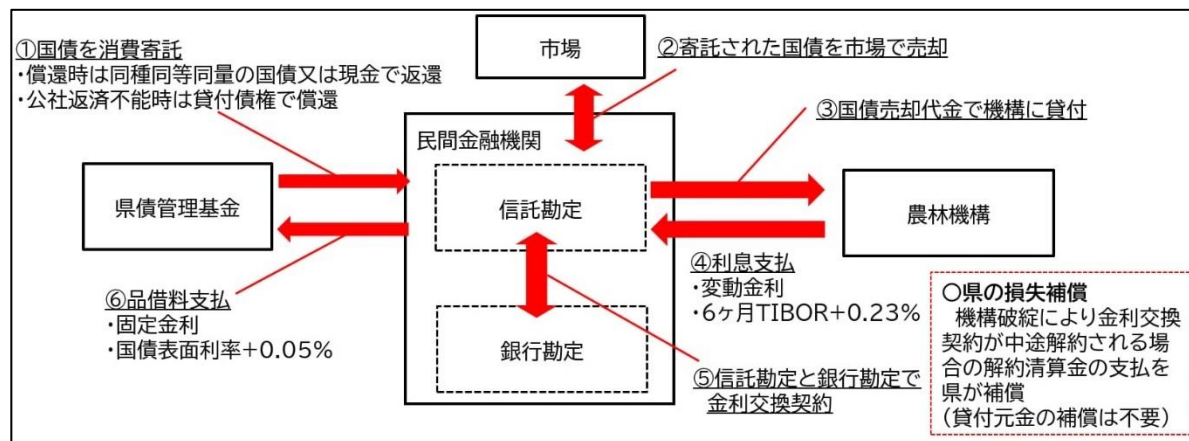 ①国債を消費寄託
・償還時は同種同等同量の国債又は現金で返還
・公社返済不能時は貸付債権で償還
市場
②寄託された国債を市場で売却
③国債売却代金で機構に貸付
民間金融機関
県債管理基金
信託勘定
農林機構
④利息支払
・変動金利
・6ヶ月TIBOR+0.23%
⑥品借料支払
・固定金利
・国債表面利率+0.05%
銀行勘定
⑤信託勘定と銀行勘定で
金利交換契約
○県の損失補償
機構破綻により金利交換
契約が中途解約される場
合の解約清算金の支払を
県が補償
(貸付元金の補償は不要)